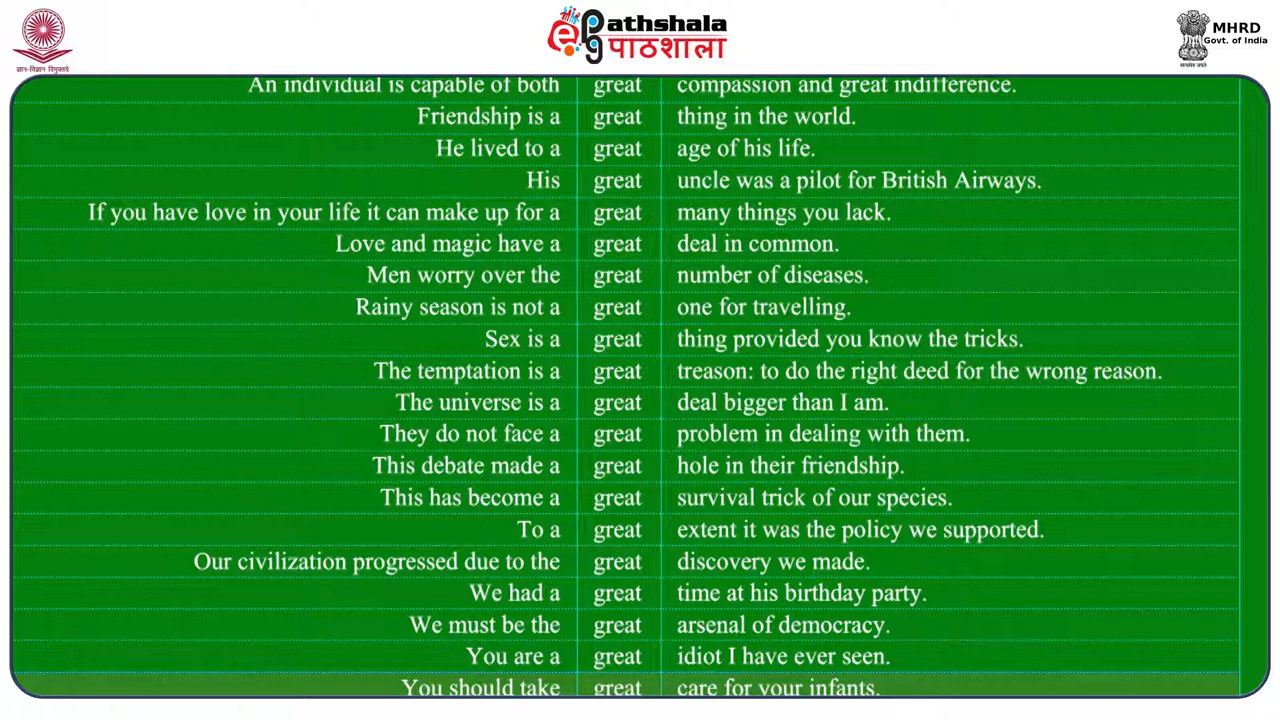 ज्ञान-विज्ञान विमुक्तये
ePathshala
पाठशाला
MHRD
Govt. of India
सत्यमेव जयते
An individual is capable of both great compassion and great indifference.
Friendship is a great thing in the world.
He lived to a great age of his life.
His great uncle was a pilot for British Airways.
If you have love in your life it can make up for a great many things you lack.
Love and magic have a great deal in common.
Men worry over the great number of diseases.
Rainy season is not a great one for travelling.
Sex is a great thing provided you know the tricks.
The temptation is a great treason: to do the right deed for the wrong reason.
The universe is a great deal bigger than I am.
They do not face a great problem in dealing with them.
This debate made a great hole in their friendship.
This has become a great survival trick of our species.
To a great extent it was the policy we supported.
Our civilization progressed due to the great discovery we made.
We had a great time at his birthday party.
We must be the great arsenal of democracy.
You are a great idiot I have ever seen.
You should take great care for your infants.